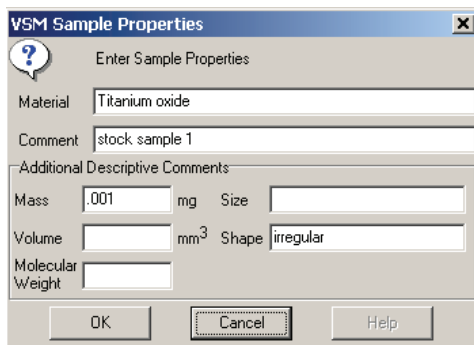 VSM Sample Properties
Enter Sample Properties
Material Titanium oxide
Comment stock sample 1
Additional Descriptive Comments
Mass .001 mg Size
Volume mm3 Shape irregular
Molecular
Weight
OK Cancel Help